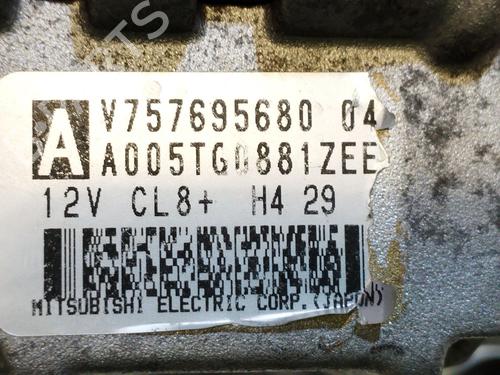 A
V757695680 04
A005TG0881ZEE
12V CL8+ H4 29
MITSUBISHI ELECTRIC CORP.(JAPAN)